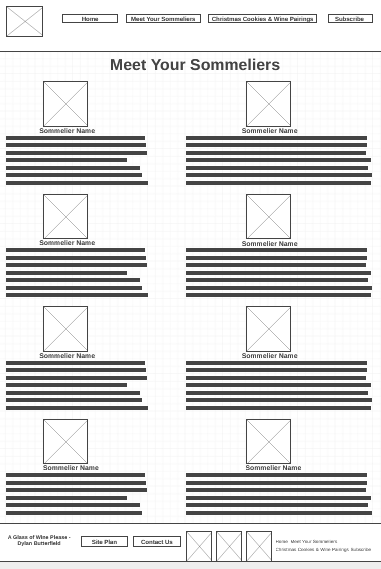 Home
Meet Your Sommeliers
Christmas Cookies & Wine Pairings
Subscribe
Meet Your Sommeliers
Sommelier Name
Sommelier Name
Sommelier Name
Sommelier Name
Sommelier Name
Sommelier Name
Sommelier Name
Sommelier Name
A Glass of Wine Please -
Dylan Butterfield
Site Plan
Contact Us
Home Meet Your Sommeliers
Christmas Cookies & Wine Pairings Subscribe